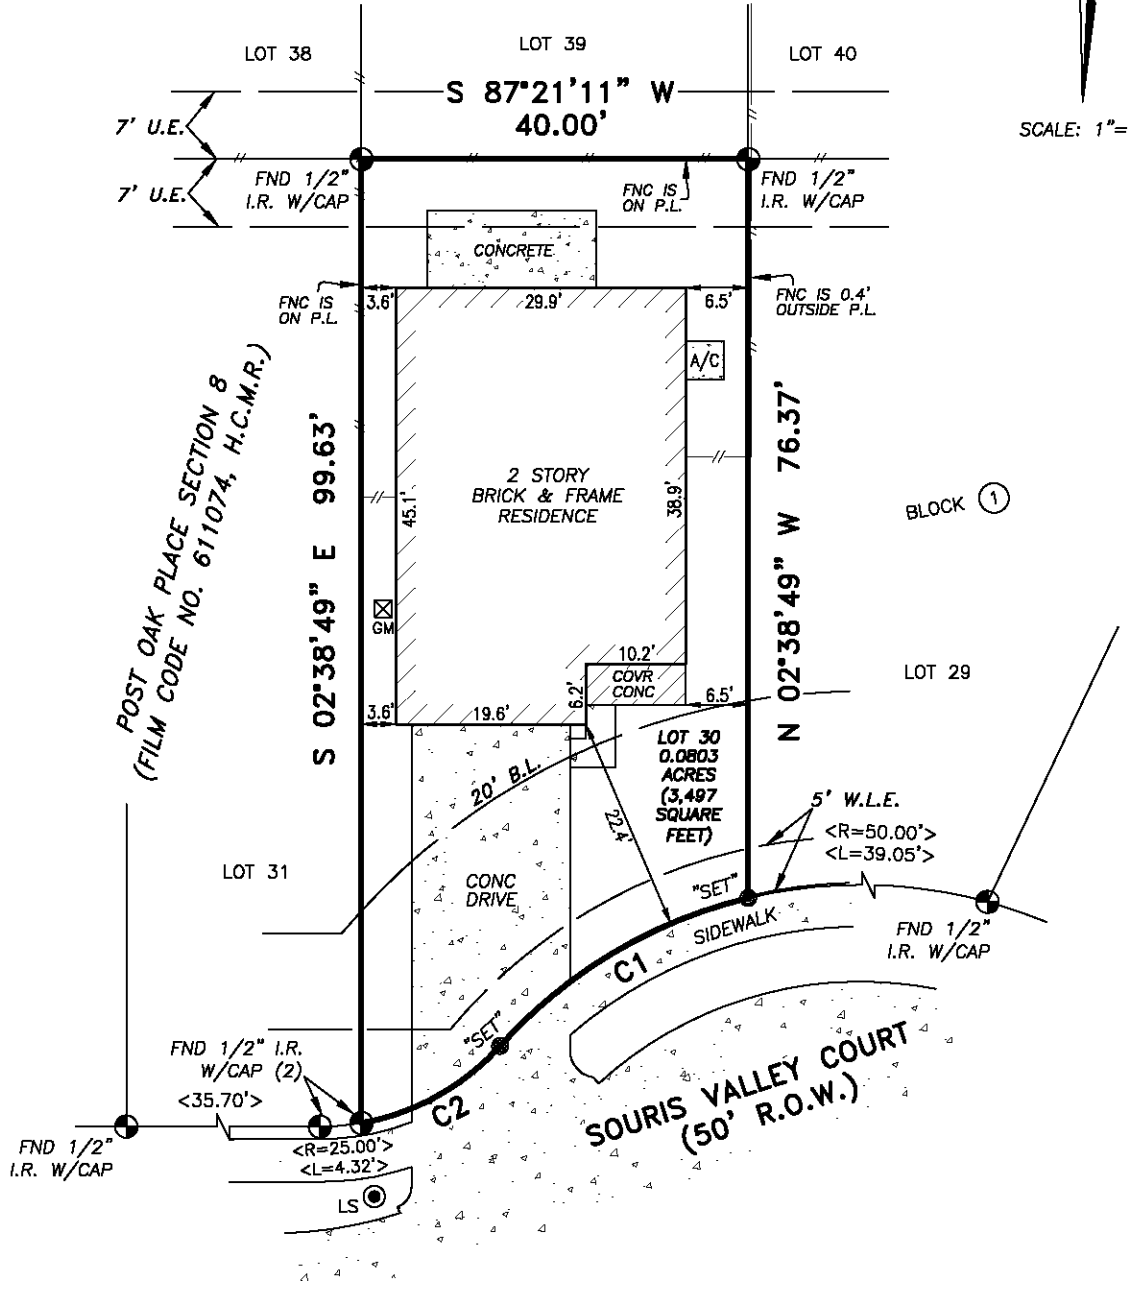 LOT 38
LOT 39
LOT 40
S 87°21'11" W
40.00'
7' U.E.
7' U.E.
SCALE: 1"=
FND 1/2"
I.R. W/CAP
FNC IS
ON P.L.
FND 1/2"
I.R. W/CAP
CONCRETE
FNC IS
ON P.L.
3.6'
29.9'
6.5'
FNC IS 0.4'
OUTSIDE P.L.
A/C
POST OAK PLACE SECTION 8
(FILM CODE NO. 611074, H.C.M.R.)
S 02°38'49" E 99.63'
45.1'
2 STORY
BRICK & FRAME
RESIDENCE
38.9'
N 02°38'49" W 76.37'
BLOCK 1
GM
10.2'
COVR
CONC
6.2'
LOT 29
3.6'
19.6'
6.5'
LOT 30
0.0803
ACRES
(3,497
SQUARE
FEET)
20' B.L.
22.4'
5' W.L.E.
<R=50.00'>
<L=39.05'>
LOT 31
CONC
DRIVE
"SET"
SIDEWALK
FND 1/2"
I.R. W/CAP
C1
"SET"
FND 1/2" I.R.
W/CAP (2)
<35.70'>
C2
SOURIS VALLEY COURT
(50' R.O.W.)
FND 1/2"
I.R. W/CAP
<R=25.00'>
<L=4.32'>
LS